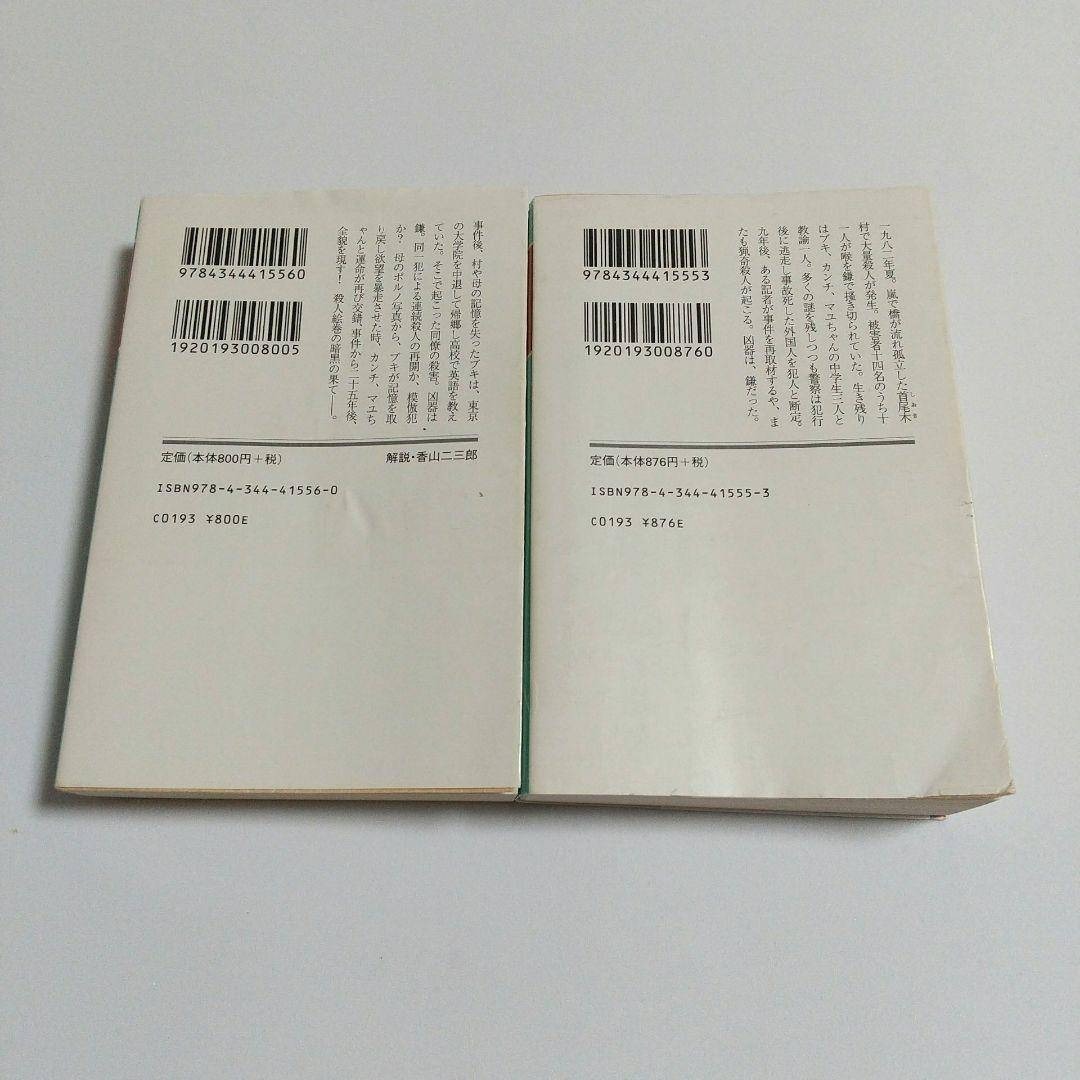 9784344415560
1920193008005
事件後、村や母の記憶を失ったブキは、東京
の大学院を中退して帰郷し高校で英語を教え
ていた。そこで起こった同僚の殺害。凶器は
鎌。同一犯による連続殺人の再開か、模倣犯
か？ 母のポルノ写真から、ブキが記憶を取
り戻し欲望を暴走させた時、カンチ、マユち
ゃんと運命が再び交錯、事件から二十五年後、
全貌を現す！ 殺人絵巻の暗黒の果て――。
定価(本体800円＋税)
解説・香山二三郎
ISBN978-4-344-41556-0
C0193 ¥800E
9784344415553
1920193008760
一九八二年夏。嵐で橋が流れ孤立した首尾木
しおき
村で大量殺人が発生。被害者十四名のうち十
一人が喉を鎌で掻き切られていた。生き残り
はブキ、カンチ、マユちゃんの中学生三人と
教諭一人。多くの謎を残しつつも警察は犯行
後に逃走し事故死した外国人を犯人と断定。
九年後、ある記者が事件を再取材するや、ま
たも猟奇殺人が起こる。凶器は、鎌だった。
定価(本体876円＋税)
ISBN978-4-344-41555-3
C0193 ¥876E